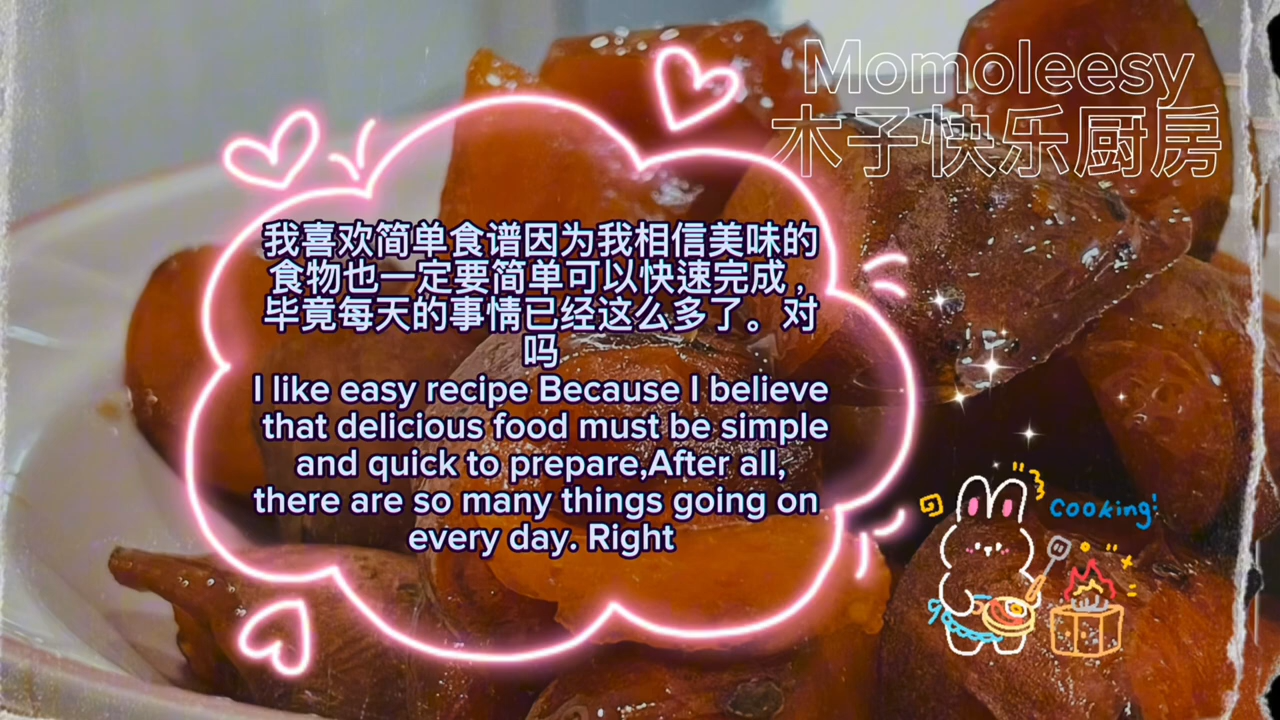 Momoleesy
木子快乐厨房
我喜欢简单食谱因为我相信美味的
食物也一定要简单可以快速完成，
毕竟每天的事情已经这么多了。对
吗
I like easy recipe Because I believe
that delicious food must be simple
and quick to prepare,After all,
there are so many things going on
every day. Right
cooking!